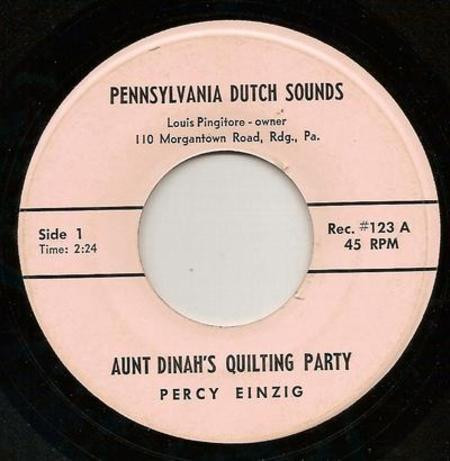 PENNSYLVANIA DUTCH SOUNDS
Louis Pingitore - owner
110 Morgantown Road, Rdg., Pa.
Side 1
Time: 2:24
Rec. #123 A
45 RPM
AUNT DINAH'S QUILTING PARTY
PERCY EINZIG